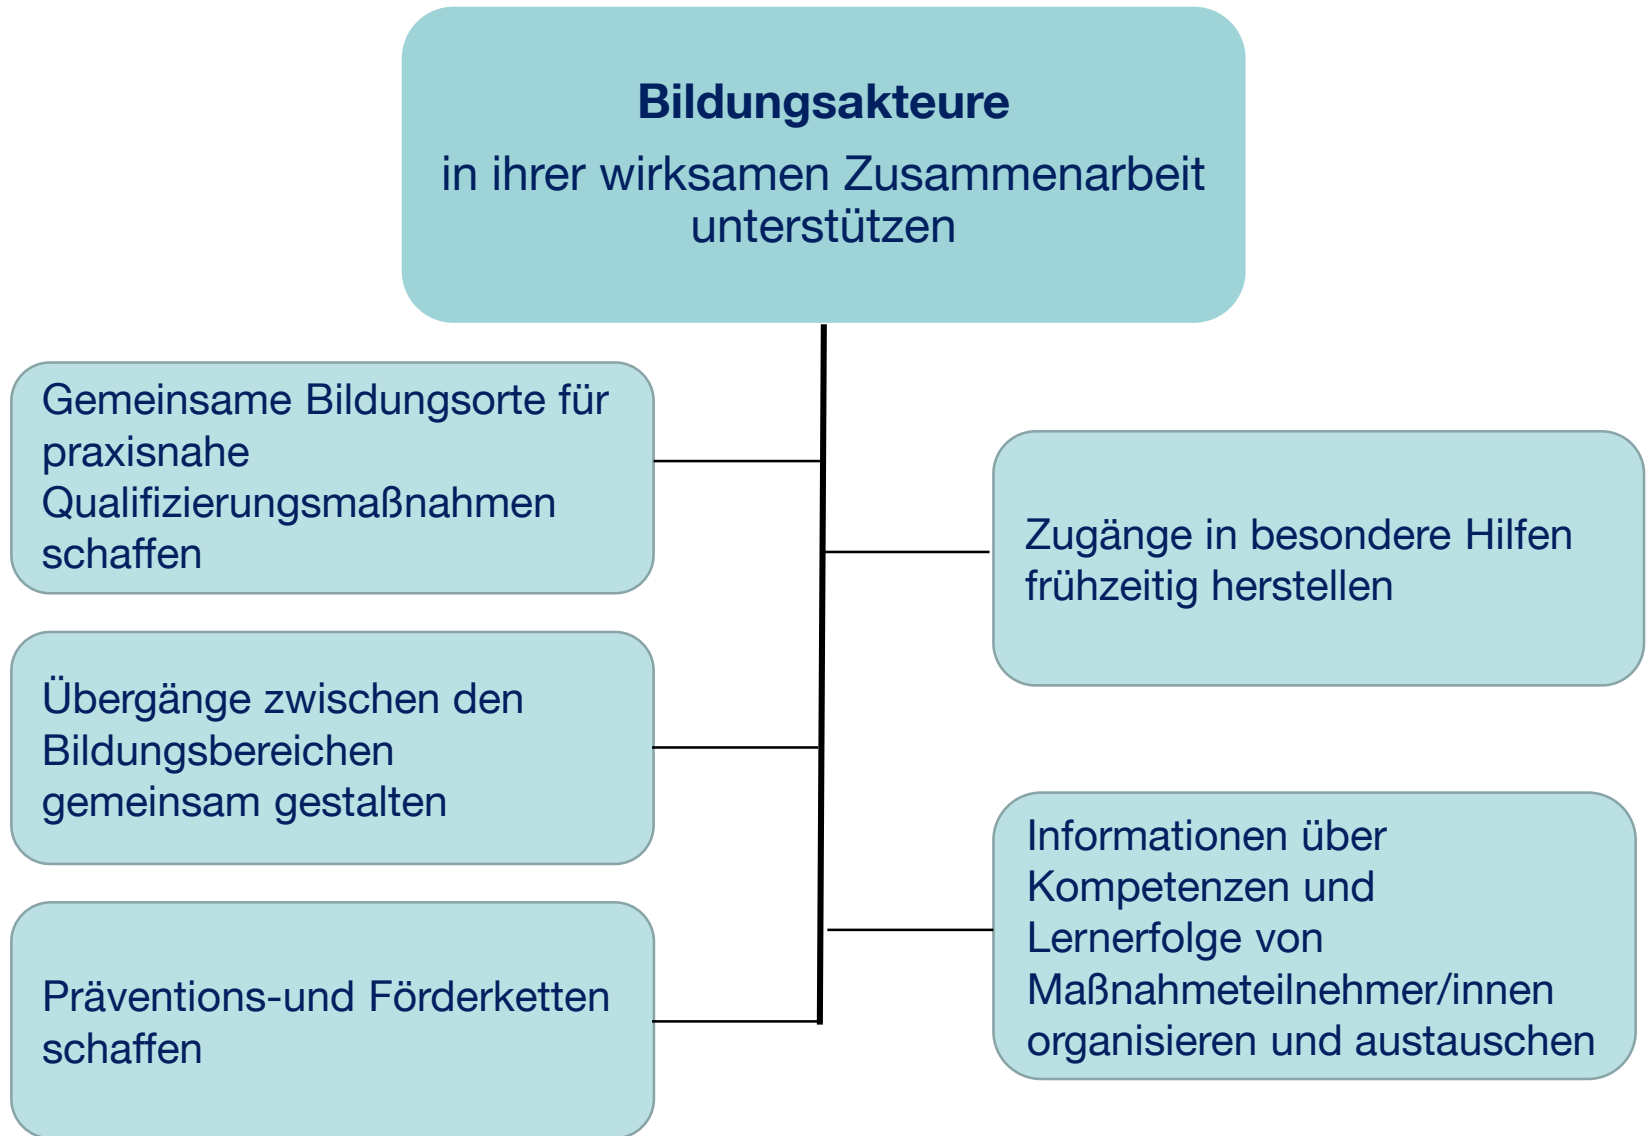 Bildungsakteure
in ihrer wirksamen Zusammenarbeit
unterstützen
Gemeinsame Bildungsorte für
praxisnahe
Qualifizierungsmaßnahmen
schaffen
Übergänge zwischen den
Bildungsbereichen
gemeinsam gestalten
Präventions-und Förderketten
schaffen
Zugänge in besondere Hilfen
frühzeitig herstellen
Informationen über
Kompetenzen und
Lernerfolge von
Maßnahmeteilnehmer/innen
organisieren und austauschen